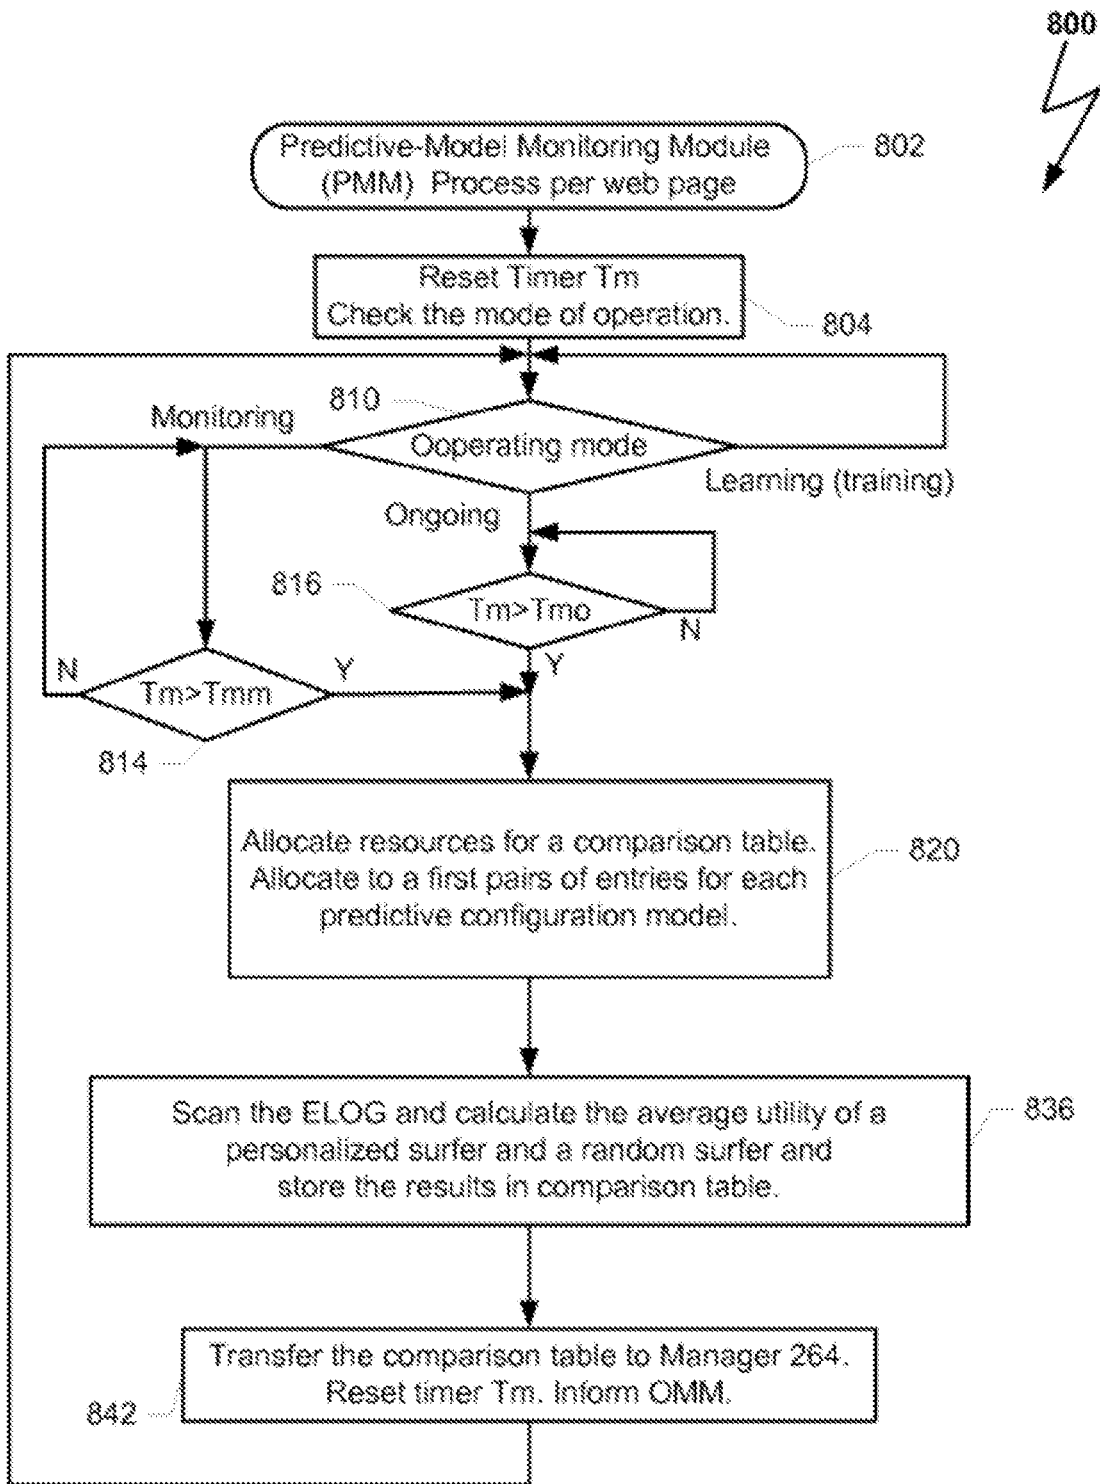 800
Predictive-Model Monitoring Module
(PMM) Process per web page
802
Reset Timer Tm
Check the mode of operation.
804
810
Monitoring
Ooperating mode
Learning (training)
Ongoing
816
Tm>Tmo
N
Y
N
Tm>Tmm
Y
814
Allocate resources for a comparison table.
Allocate to a first pairs of entries for each
predictive configuration model.
820
Scan the ELOG and calculate the average utility of a
personalized surfer and a random surfer and
store the results in comparison table.
836
Transfer the comparison table to Manager 264.
Reset timer Tm. Inform OMM.
842